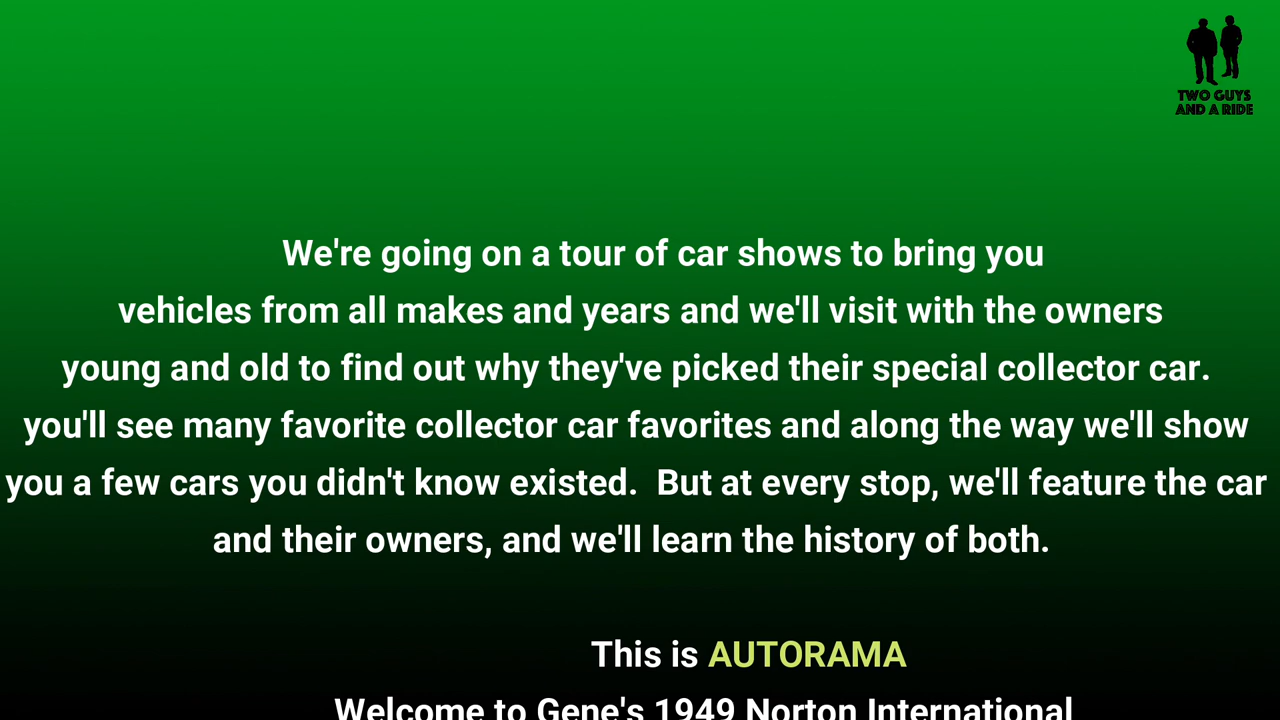 TWO GUYS
AND A RIDE
We're going on a tour of car shows to bring you
vehicles from all makes and years and we'll visit with the owners
young and old to find out why they've picked their special collector car.
you'll see many favorite collector car favorites and along the way we'll show
you a few cars you didn't know existed.  But at every stop, we'll feature the car
and their owners, and we'll learn the history of both.
This is AUTORAMA
Welcome to Gene's 1949 Norton International